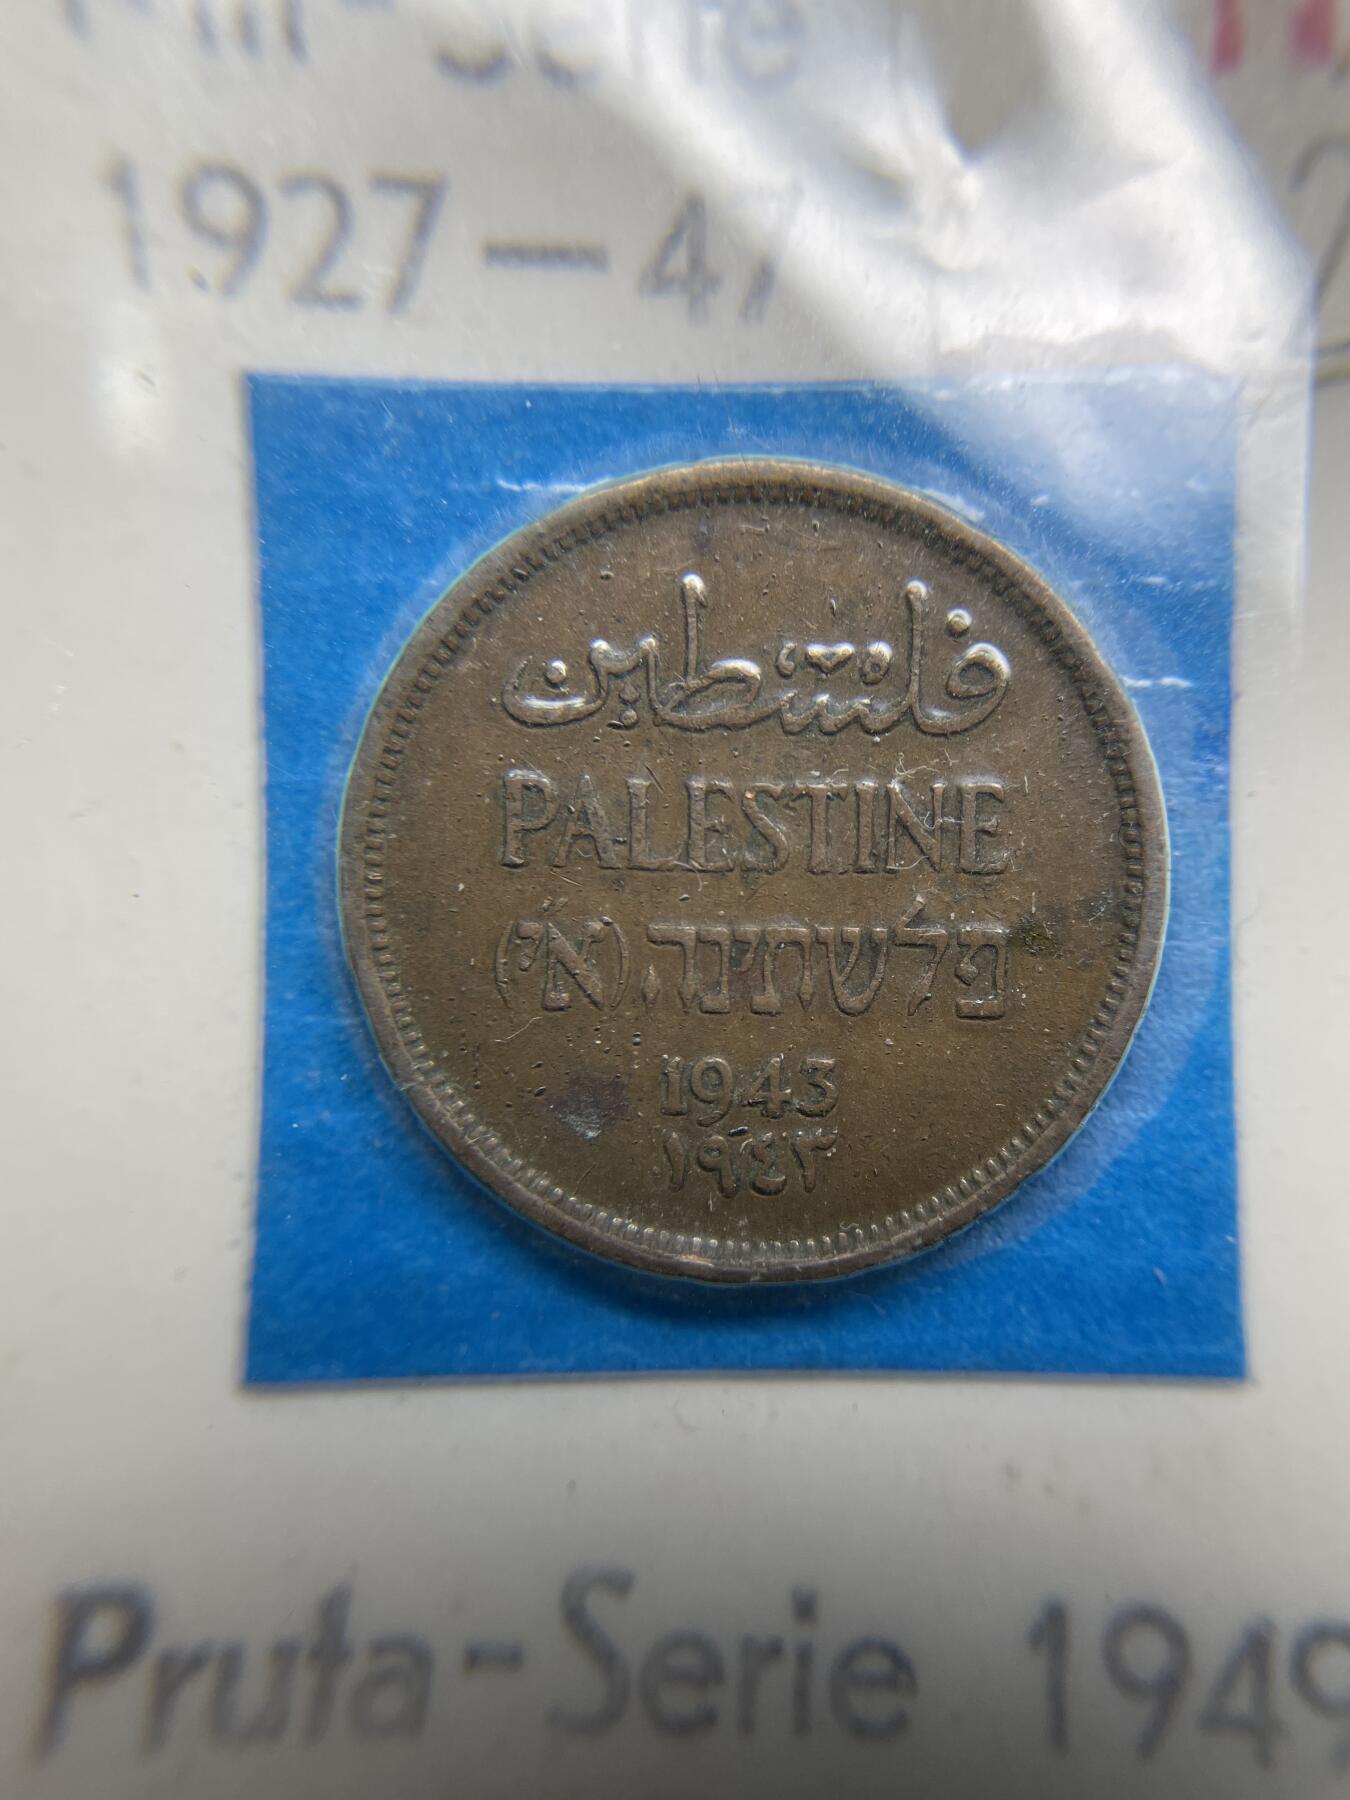 1927-47
فلسطين
PALESTINE
פלשתינה (א״י)
1943
١٩٤٣
Pruta-Serie 1949